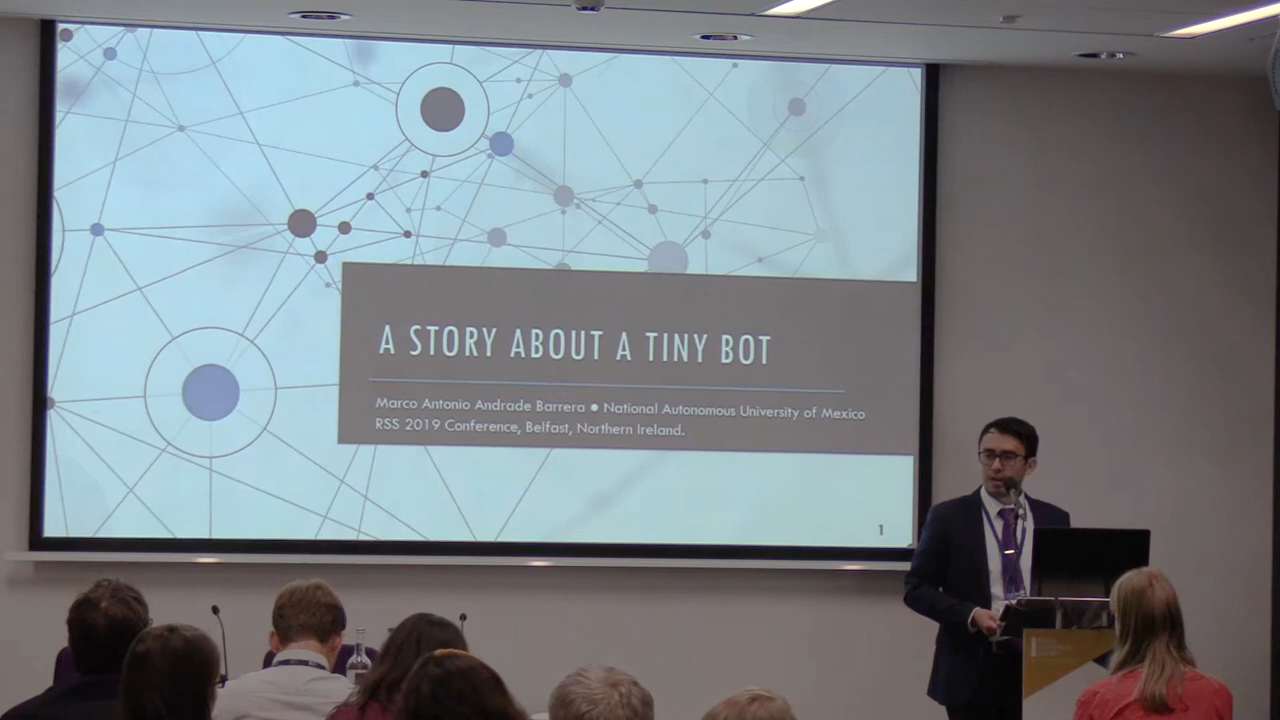 A STORY ABOUT A TINY BOT
Marco Antonio Andrade Barrera ● National Autonomous University of Mexico
RSS 2019 Conference, Belfast, Northern Ireland.
1